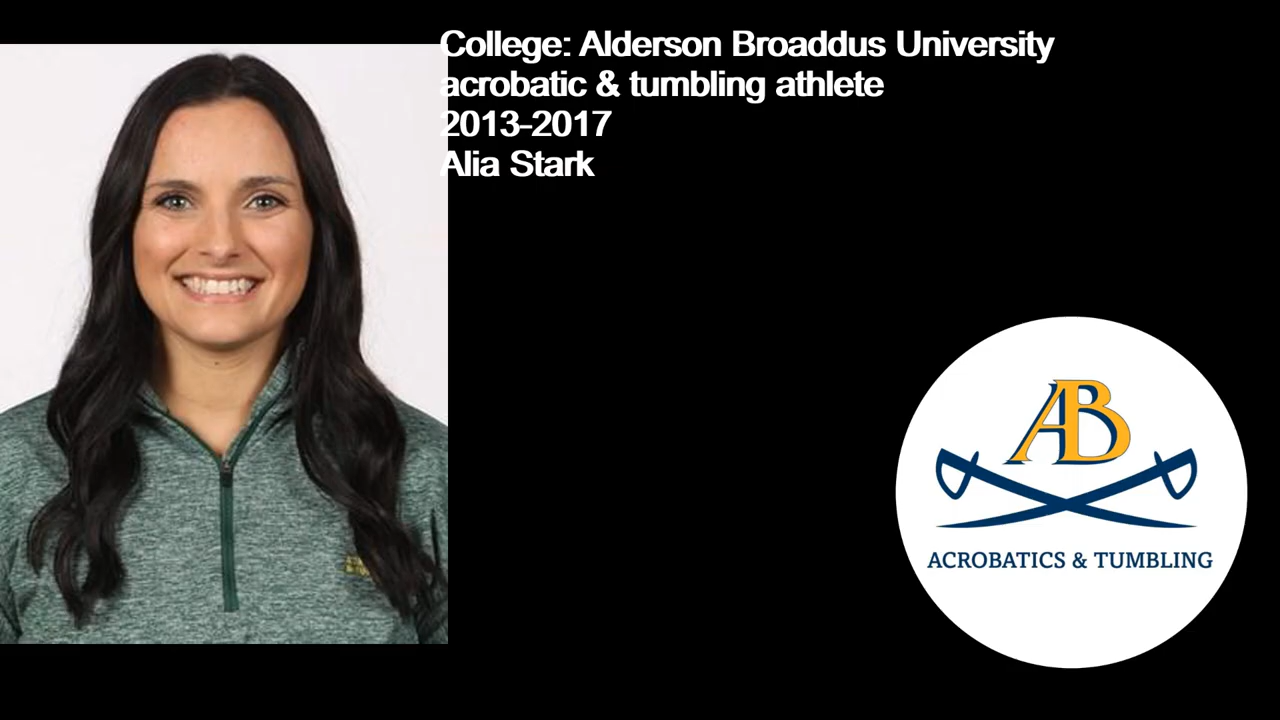 College: Alderson Broaddus University
acrobatic & tumbling athlete
2013-2017
Alia Stark
AB
ACROBATICS & TUMBLING